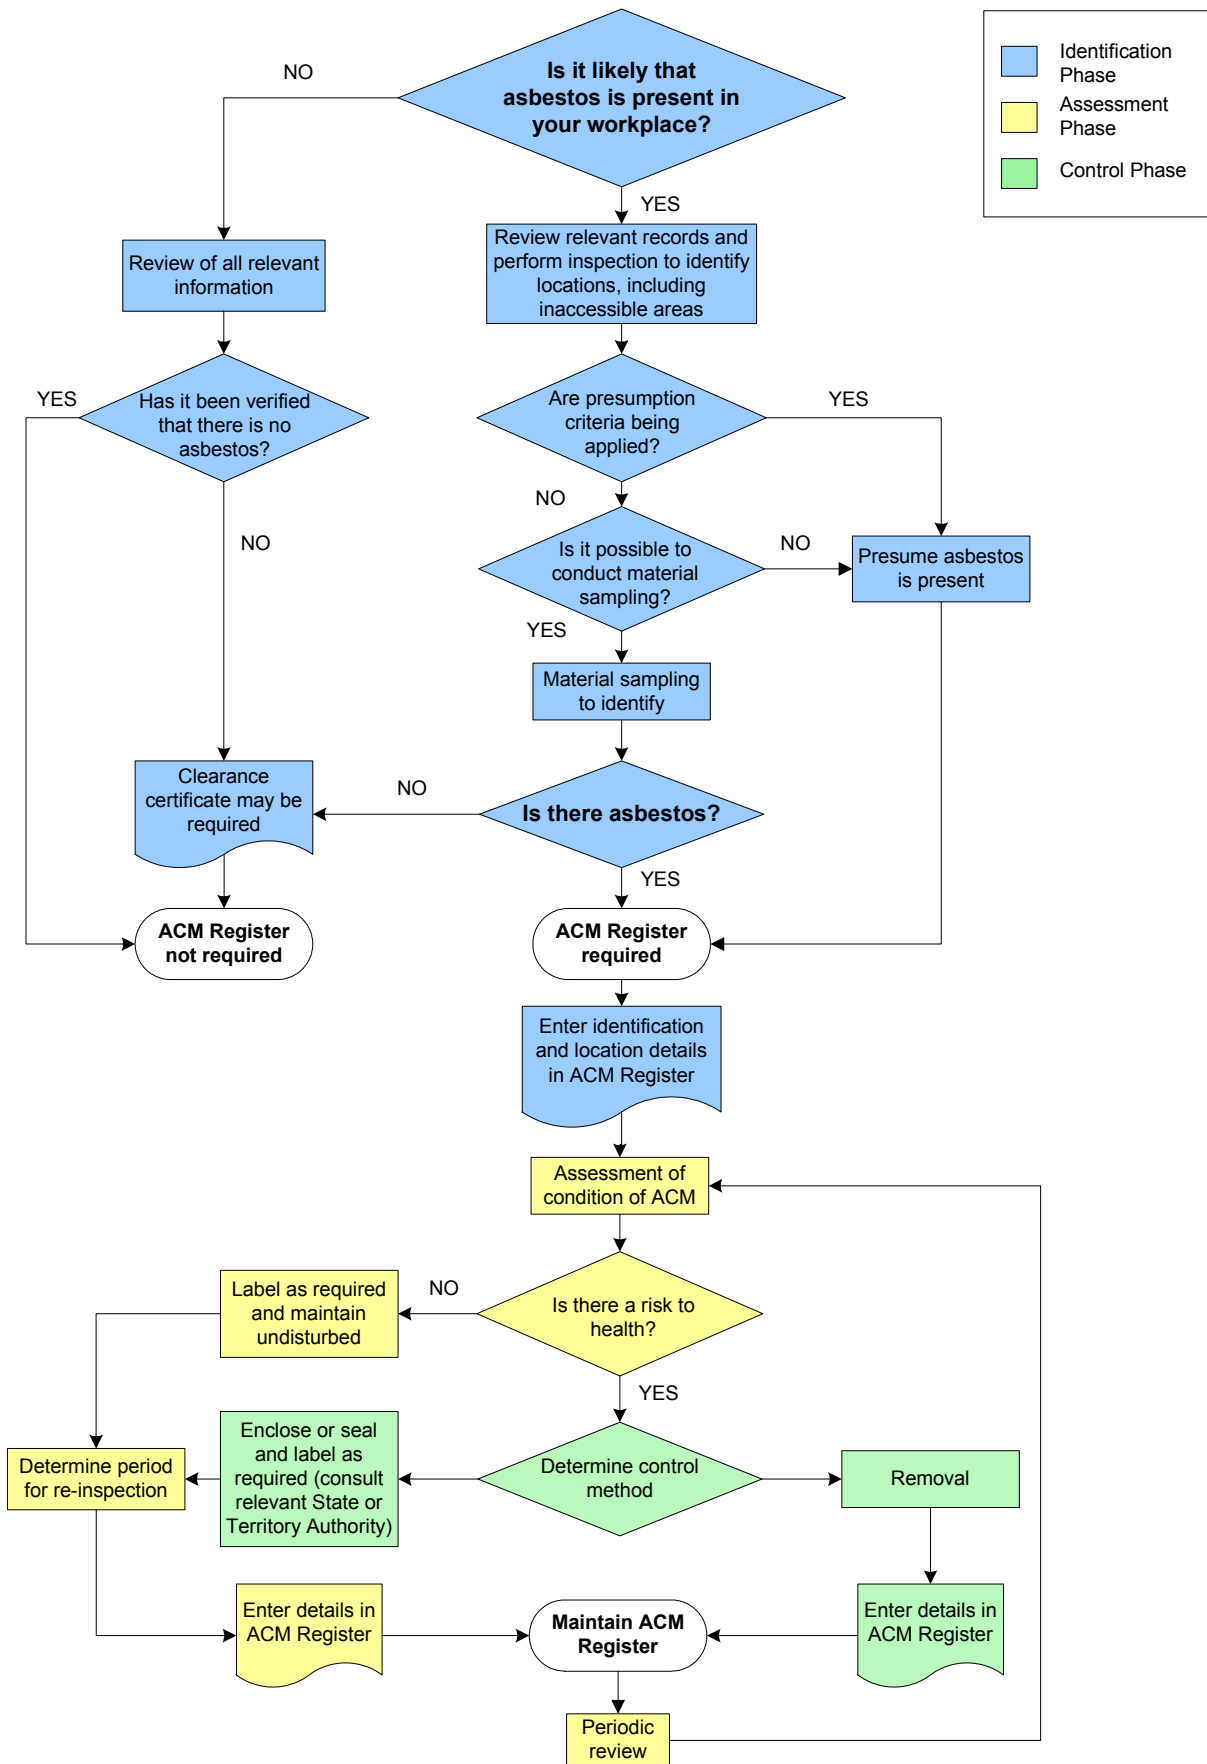 NO
Is it likely that
asbestos is present in
your workplace?
Identification
Phase
Assessment
Phase
Control Phase
YES
Review of all relevant
information
Review relevant records and
perform inspection to identify
locations, including
inaccessible areas
YES
Has it been verified
that there is no
asbestos?
Are presumption
criteria being
applied?
YES
NO
NO
Is it possible to
conduct material
sampling?
NO
Presume asbestos
is present
YES
Material sampling
to identify
Clearance
certificate may be
required
NO
Is there asbestos?
YES
ACM Register
not required
ACM Register
required
Enter identification
and location details
in ACM Register
Assessment of
condition of ACM
Label as required
and maintain
undisturbed
NO
Is there a risk to
health?
YES
Determine period
for re-inspection
Enclose or seal
and label as
required (consult
relevant State or
Territory Authority)
Determine control
method
Removal
Enter details in
ACM Register
Maintain ACM
Register
Enter details in
ACM Register
Periodic
review